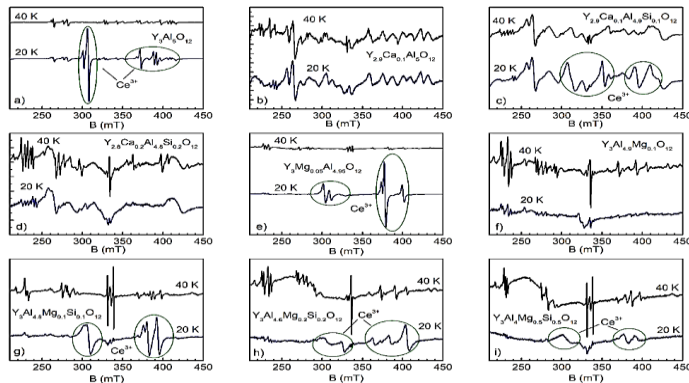 40 K
Y3Al5O12
20 K
Ce3+
a)
250 300 350 400 450
B (mT)
40 K
Y2.9Ca0.1Al5O12
20 K
b)
250 300 350 400 450
B (mT)
Y2.9Ca0.1Al4.9Si0.1O12
40 K
20 K
Ce3+
c)
250 300 350 400 450
B (mT)
40 K
Y2.8Ca0.2Al4.8Si0.2O12
20 K
d)
250 300 350 400 450
B (mT)
40 K
Y3Mg0.05Al4.95O12
20 K
Ce3+
e)
250 300 350 400 450
B (mT)
40 K
Y3Al4.9Mg0.1O12
20 K
f)
250 300 350 400 450
B (mT)
40 K
Y3Al4.8Mg0.1Si0.1O12
20 K
Ce3+
g)
250 300 350 400 450
B (mT)
40 K
Y3Al4.6Mg0.2Si0.2O12
Ce3+
20 K
h)
250 300 350 400 450
B (mT)
40 K
Y3Al4Mg0.5Si0.5O12
Ce3+
20 K
i)
250 300 350 400 450
B (mT)